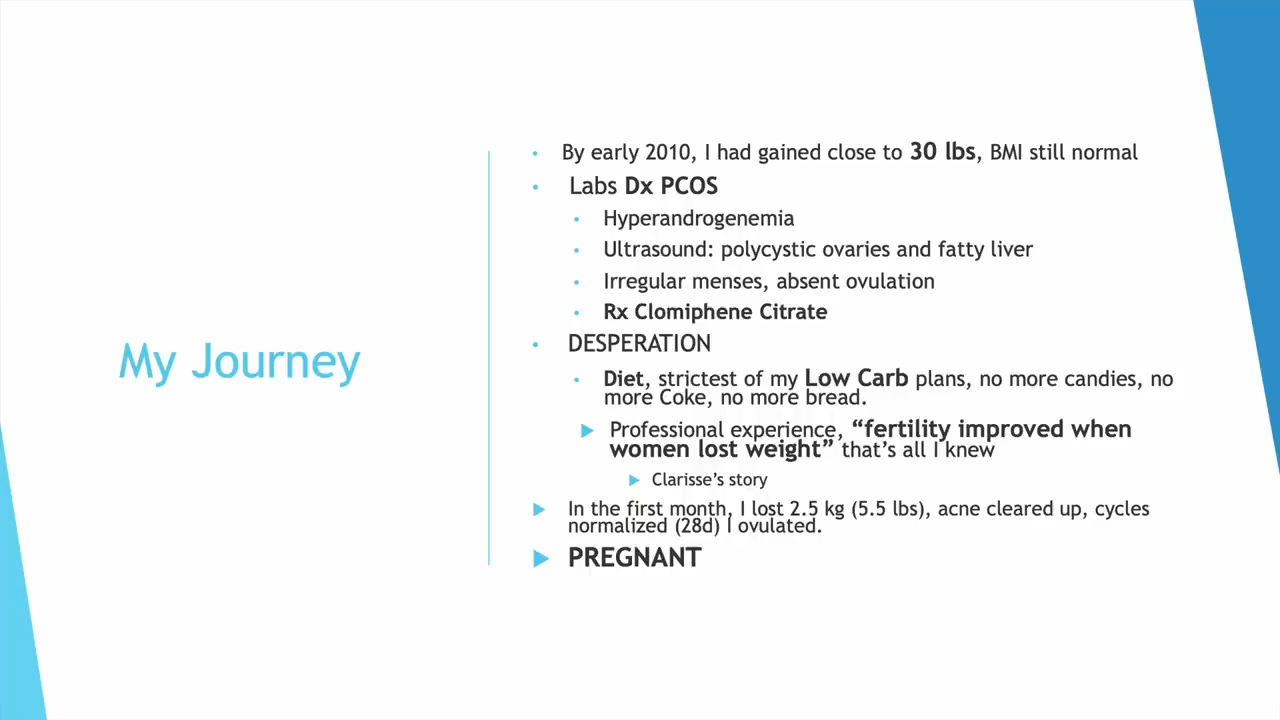 My Journey
By early 2010, I had gained close to 30 lbs, BMI still normal
Labs Dx PCOS
Hyperandrogenemia
Ultrasound: polycystic ovaries and fatty liver
Irregular menses, absent ovulation
Rx Clomiphene Citrate
DESPERATION
Diet, strictest of my Low Carb plans, no more candies, no
more Coke, no more bread.
Professional experience, “fertility improved when
women lost weight” that’s all I knew
Clarisse’s story
In the first month, I lost 2.5 kg (5.5 lbs), acne cleared up, cycles
normalized (28d) I ovulated.
PREGNANT